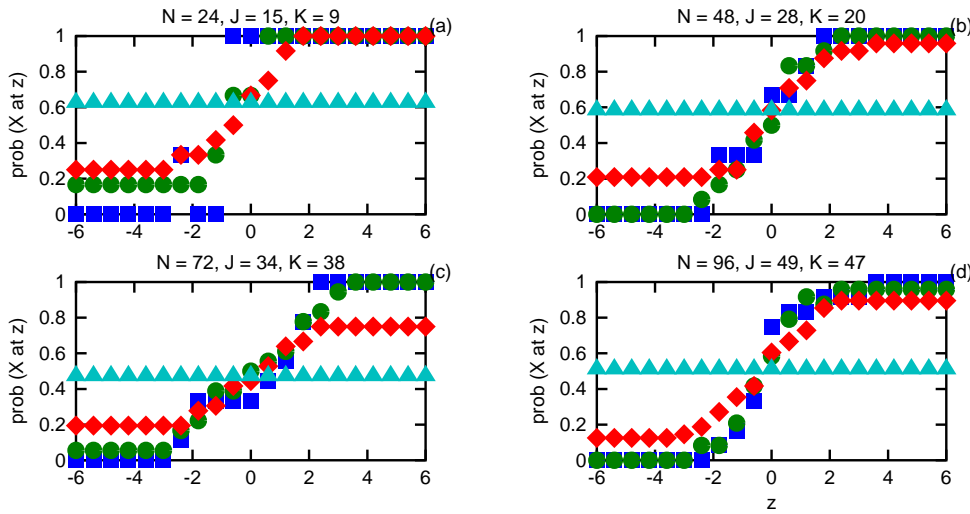 N = 24, J = 15, K = 9
(a)
prob (X at z)
1
0.8
0.6
0.4
0.2
0
-6 -4 -2 0 2 4 6
N = 48, J = 28, K = 20
(b)
prob (X at z)
1
0.8
0.6
0.4
0.2
0
-6 -4 -2 0 2 4 6
N = 72, J = 34, K = 38
(c)
prob (X at z)
1
0.8
0.6
0.4
0.2
0
-6 -4 -2 0 2 4 6
N = 96, J = 49, K = 47
(d)
prob (X at z)
1
0.8
0.6
0.4
0.2
0
-6 -4 -2 0 2 4 6
z